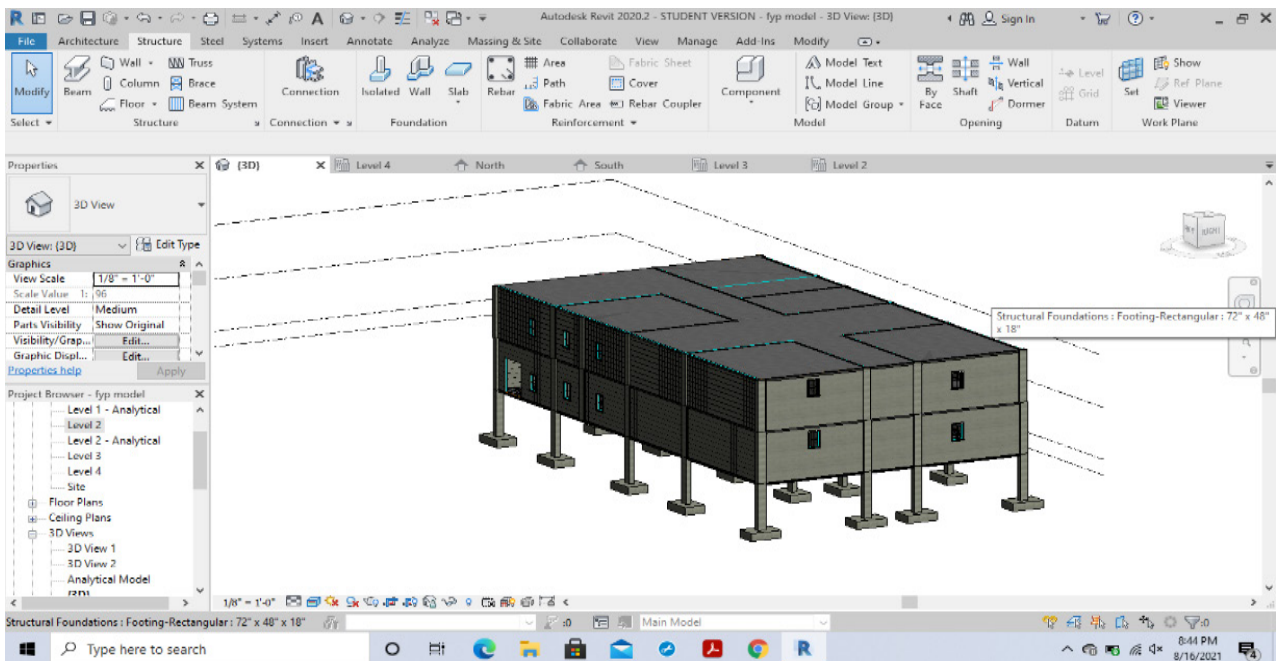 Autodesk Revit 2020.2 - STUDENT VERSION - fyp model - 3D View: {3D}
Sign In
File Architecture Structure Steel Systems Insert Annotate Analyze Massing & Site Collaborate View Manage Add-Ins Modify
Wall Truss Area Fabric Sheet Model Text Wall Show
Column Brace Path Cover Model Line Vertical Level Ref Plane
Modify Beam Connection Isolated Wall Slab Rebar Component By Face Shaft Grid Set
Floor Beam System Fabric Area Rebar Coupler Model Group Dormer Viewer
Select Structure Connection Foundation Reinforcement Model Opening Datum Work Plane
Properties
{3D} Level 4 North South Level 3 Level 2
3D View
3D View: {3D} Edit Type
Graphics
View Scale 1/8" = 1'-0"
Scale Value 1: 96
Detail Level Medium
Parts Visibility Show Original
Visibility/Grap... Edit...
Graphic Displ... Edit...
Properties help Apply
RIGHT
Structural Foundations : Footing-Rectangular : 72" x 48"
x 18"
Project Browser - fyp model
Level 1 - Analytical
Level 2
Level 2 - Analytical
Level 3
Level 4
Site
Floor Plans
Ceiling Plans
3D Views
3D View 1
3D View 2
Analytical Model
{3D}
1/8" = 1'-0"
Structural Foundations : Footing-Rectangular : 72" x 48" x 18"
:0
Main Model
:0
Type here to search
8:44 PM
8/16/2021
4